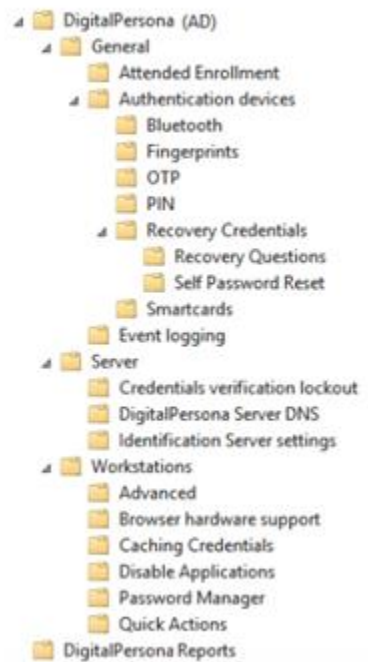 DigitalPersona (AD)
General
Attended Enrollment
Authentication devices
Bluetooth
Fingerprints
OTP
PIN
Recovery Credentials
Recovery Questions
Self Password Reset
Smartcards
Event logging
Server
Credentials verification lockout
DigitalPersona Server DNS
Identification Server settings
Workstations
Advanced
Browser hardware support
Caching Credentials
Disable Applications
Password Manager
Quick Actions
DigitalPersona Reports